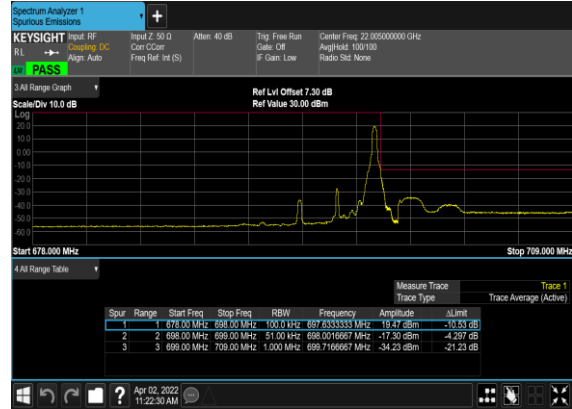 Spectrum Analyzer 1
Spurious Emissions
KEYSIGHT Input: RF Input Z: 50 Ω Atten: 40 dB Trig: Free Run Center Freq: 22.005000000 GHz
RL Coupling: DC Corr CCorr Gate: Off Avg|Hold: 100/100
Align: Auto Freq Ref: Int (S) IF Gain: Low Radio Std: None
PASS
3 All Range Graph
Ref Lvl Offset 7.30 dB
Scale/Div 10.0 dB Ref Value 30.00 dBm
Log
20.0
10.0
0.00
-10.0
-20.0
-30.0
-40.0
-50.0
-60.0
Start 678.000 MHz Stop 709.000 MHz
4 All Range Table
Measure Trace Trace 1
Trace Type Trace Average (Active)
Spur Range Start Freq Stop Freq RBW Frequency Amplitude ΔLimit
1 1 678.00 MHz 698.00 MHz 100.0 kHz 697.6333333 MHz 19.47 dBm -10.53 dB
2 2 698.00 MHz 699.00 MHz 51.00 kHz 698.0016667 MHz -17.30 dBm -4.297 dB
3 3 699.00 MHz 709.00 MHz 1.000 MHz 699.7166667 MHz -34.23 dBm -21.23 dB
? Apr 02, 2022
11:22:30 AM